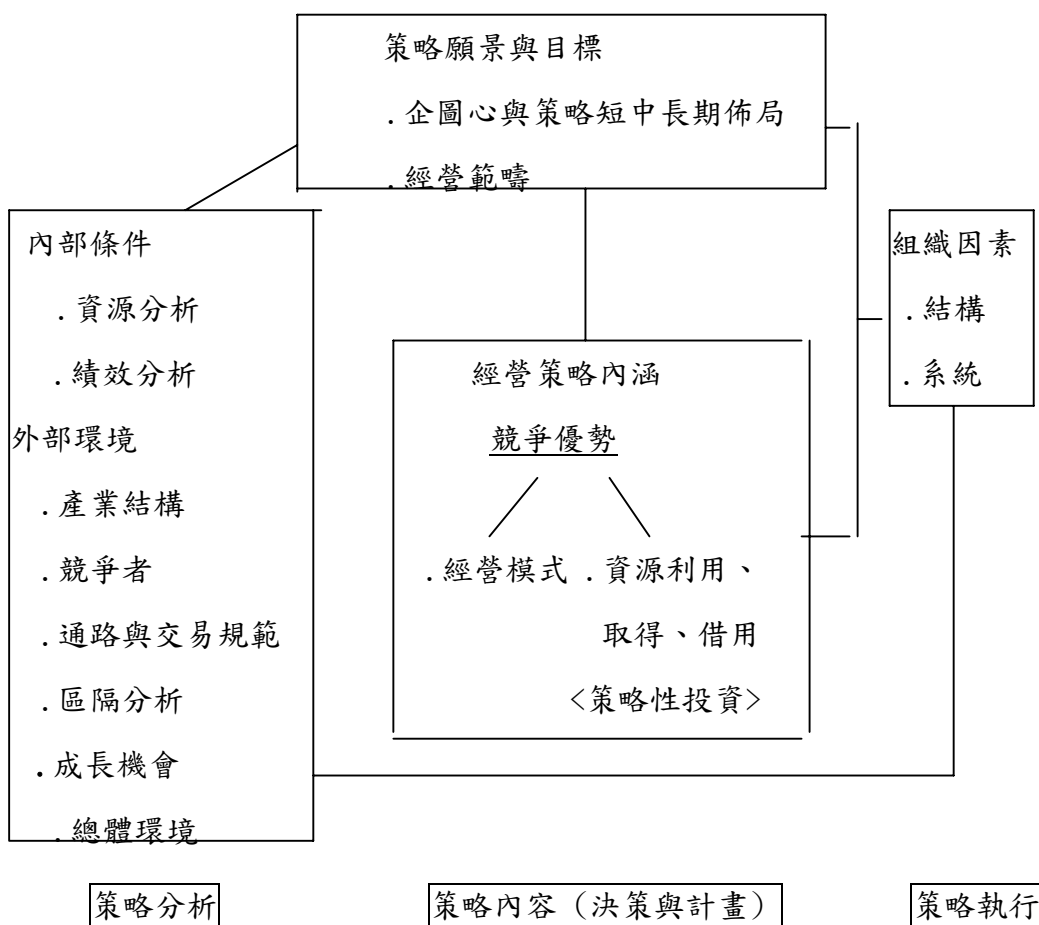 策略願景與目標
.企圖心與策略短中長期佈局
.經營範疇
內部條件
.資源分析
.績效分析
外部環境
.產業結構
.競爭者
.通路與交易規範
.區隔分析
.成長機會
.總體環境
經營策略內涵
競爭優勢
.經營模式 .資源利用、
取得、借用
<策略性投資>
組織因素
.結構
.系統
策略分析
策略內容（決策與計畫）
策略執行